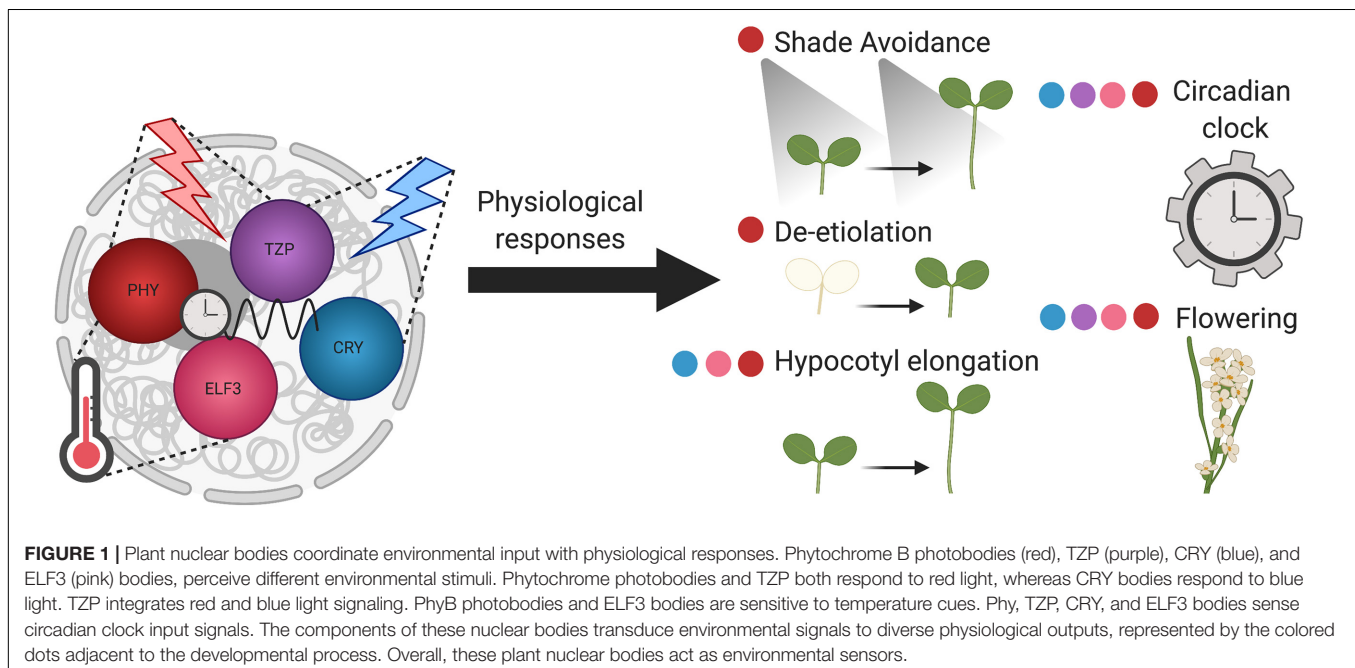 PHY
TZP
CRY
ELF3
Physiological
responses
Shade Avoidance
De-etiolation
Hypocotyl elongation
Circadian
clock
Flowering
FIGURE 1 | Plant nuclear bodies coordinate environmental input with physiological responses. Phytochrome B photobodies (red), TZP (purple), CRY (blue), and
ELF3 (pink) bodies, perceive different environmental stimuli. Phytochrome photobodies and TZP both respond to red light, whereas CRY bodies respond to blue
light. TZP integrates red and blue light signaling. PhyB photobodies and ELF3 bodies are sensitive to temperature cues. Phy, TZP, CRY, and ELF3 bodies sense
circadian clock input signals. The components of these nuclear bodies transduce environmental signals to diverse physiological outputs, represented by the colored
dots adjacent to the developmental process. Overall, these plant nuclear bodies act as environmental sensors.